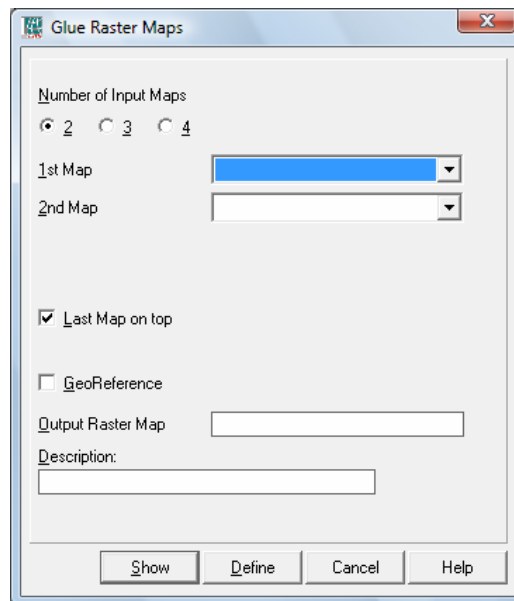 Glue Raster Maps
Number of Input Maps
2 3 4
1st Map
2nd Map
Last Map on top
GeoReference
Output Raster Map
Description:
Show Define Cancel Help